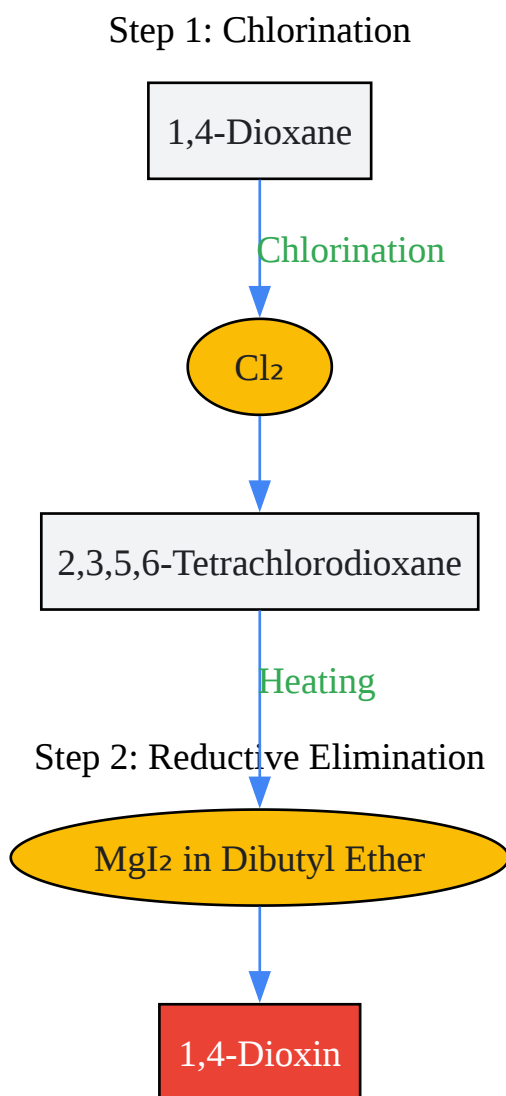 Step 1: Chlorination
1,4-Dioxane
Chlorination
Cl₂
2,3,5,6-Tetrachlorodioxane
Heating
Step 2: Reductive Elimination
MgI₂ in Dibutyl Ether
1,4-Dioxin